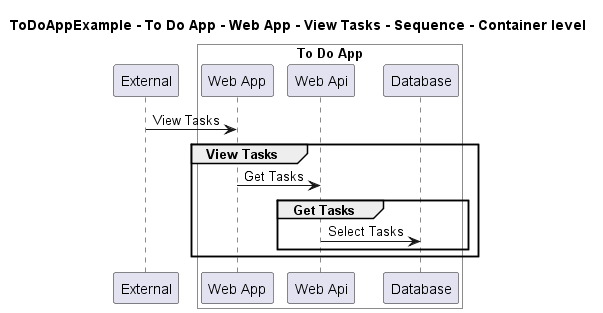 ToDoAppExample - To Do App - Web App - View Tasks - Sequence - Container level
To Do App
External Web App Web Api Database
View Tasks
View Tasks
Get Tasks
Get Tasks
Select Tasks
External Web App Web Api Database